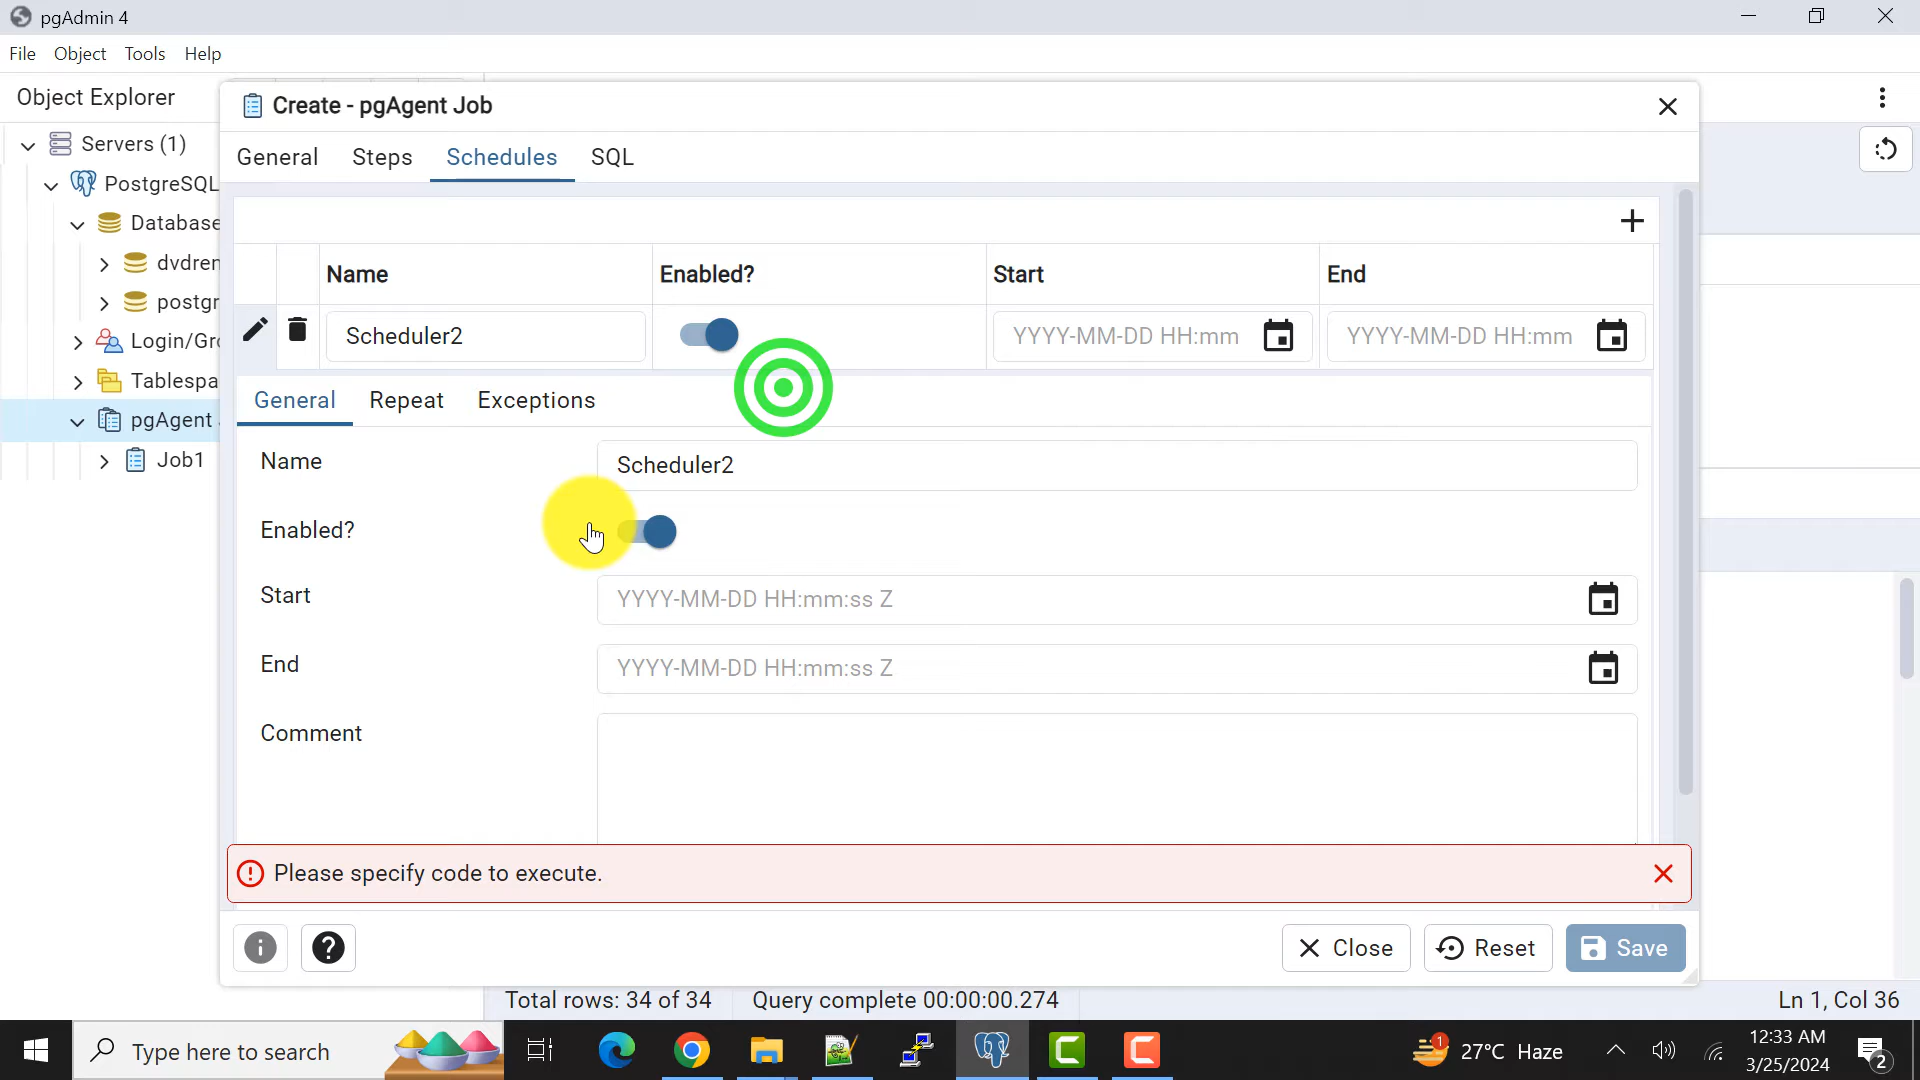 pgAdmin 4
File Object Tools Help
Object Explorer
Servers (1)
PostgreSQL
Database
dvdren
postgr
Login/Gro
Tablespa
pgAgent
Job1
Create - pgAgent Job
General Steps Schedules SQL
Name Enabled? Start End
Scheduler2 YYYY-MM-DD HH:mm YYYY-MM-DD HH:mm
General Repeat Exceptions
Name Scheduler2
Enabled?
Start YYYY-MM-DD HH:mm:ss Z
End YYYY-MM-DD HH:mm:ss Z
Comment
Please specify code to execute.
Close Reset Save
Total rows: 34 of 34 Query complete 00:00:00.274 Ln 1, Col 36
Type here to search
1 27°C Haze
12:33 AM
3/25/2024
2